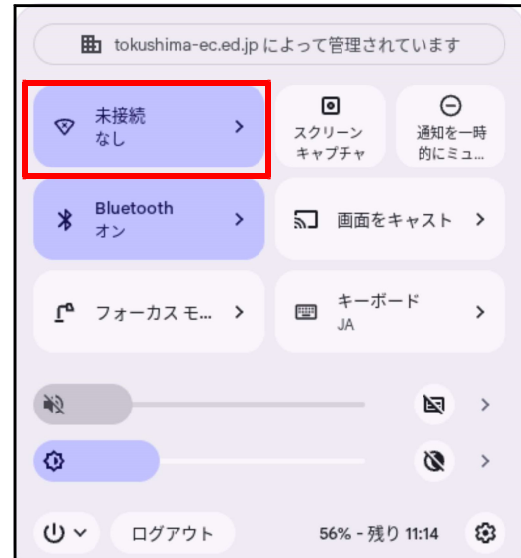 tokushima-ec.ed.jp によって管理されています
未接続
なし
スクリーン
キャプチャ
通知を一時
的にミュ...
Bluetooth
オン
画面をキャスト
フォーカス モ...
キーボード
JA
ログアウト
56% - 残り 11:14